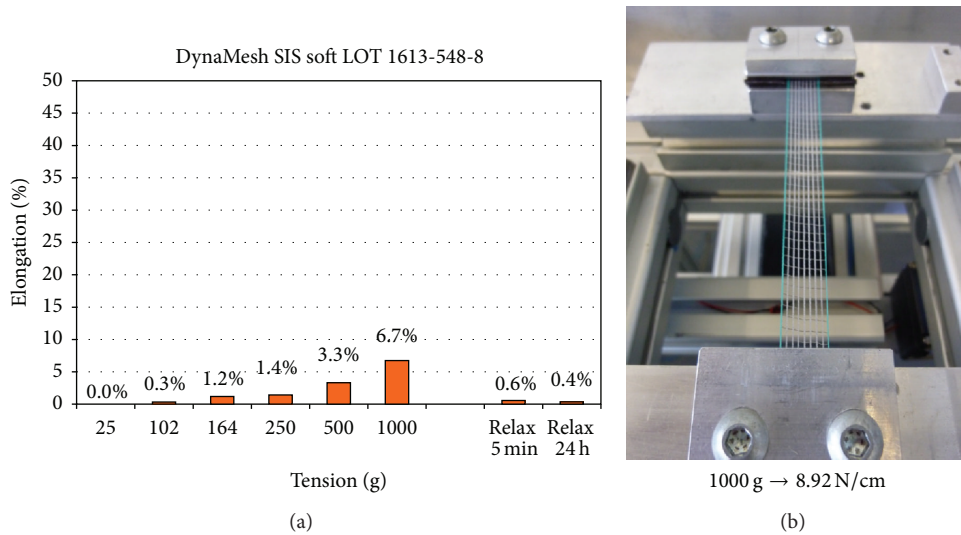 DynaMesh SIS soft LOT 1613-548-8
50
45
40
35
30
25
20
15
10
5
0
Elongation (%)
0.0%
0.3%
1.2%
1.4%
3.3%
6.7%
0.6%
0.4%
25 102 164 250 500 1000 Relax 5 min Relax 24 h
Tension (g)
(a)
1000 g → 8.92 N/cm
(b)